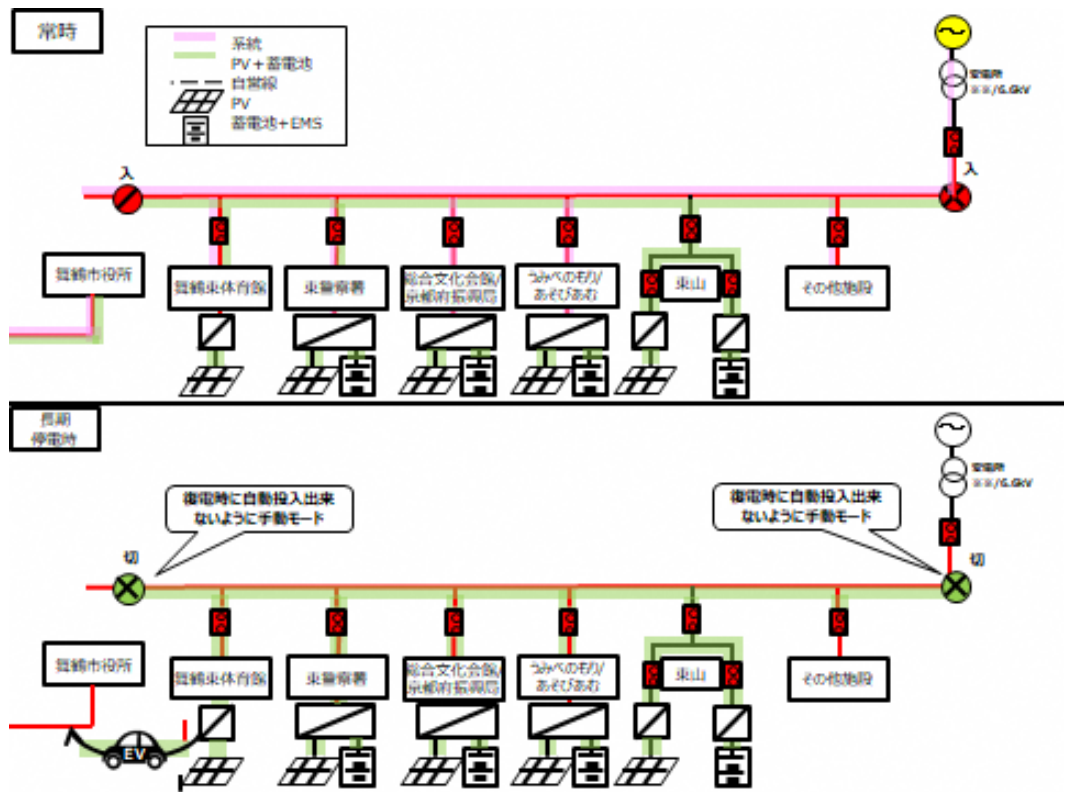 常時
系統
PV+蓄電池
自営線
PV
蓄電池+EMS
変電所
※※/6.6kV
入
入
舞鶴市役所
舞鶴東体育館
東警察署
総合文化会館/
京都府振興局
うみべのもり/
あそびあむ
東山
その他施設
長期
停電時
変電所
※※/6.6kV
復電時に自動投入出来
ないように手動モード
復電時に自動投入出来
ないように手動モード
切
切
舞鶴市役所
舞鶴東体育館
東警察署
総合文化会館/
京都府振興局
うみべのもり/
あそびあむ
東山
その他施設
EV